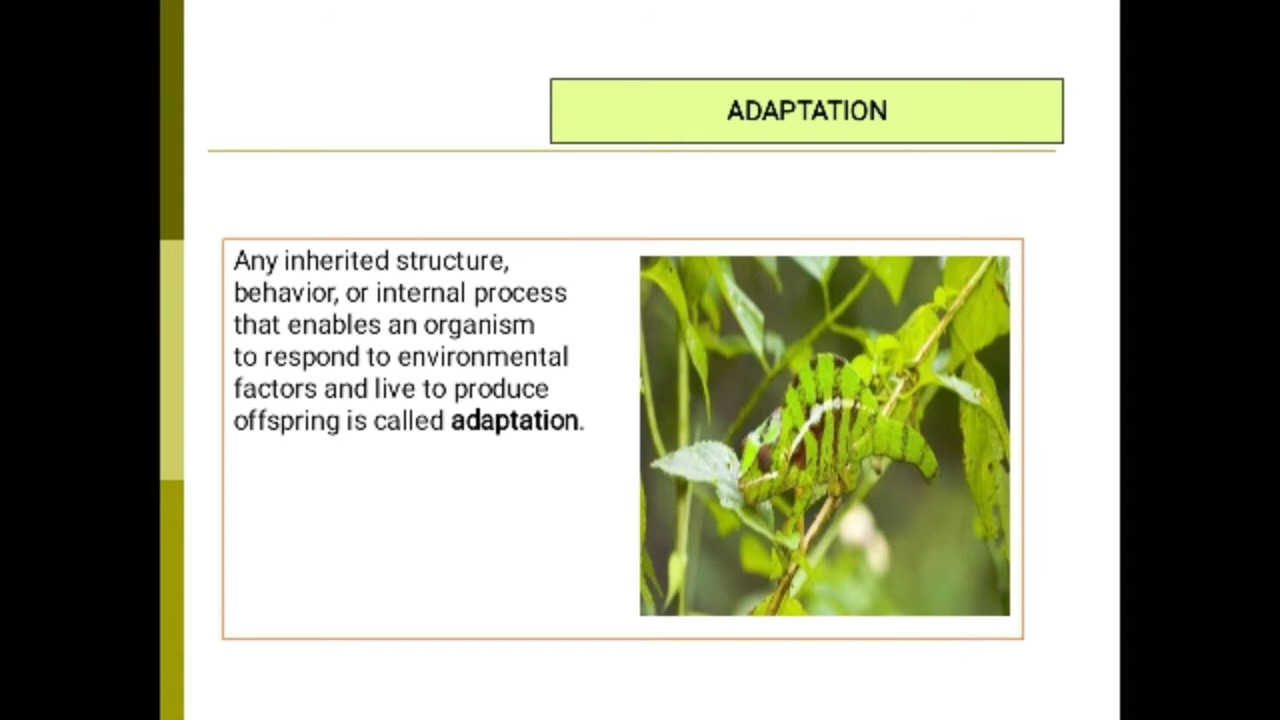 ADAPTATION
Any inherited structure,
behavior, or internal process
that enables an organism
to respond to environmental
factors and live to produce
offspring is called adaptation.